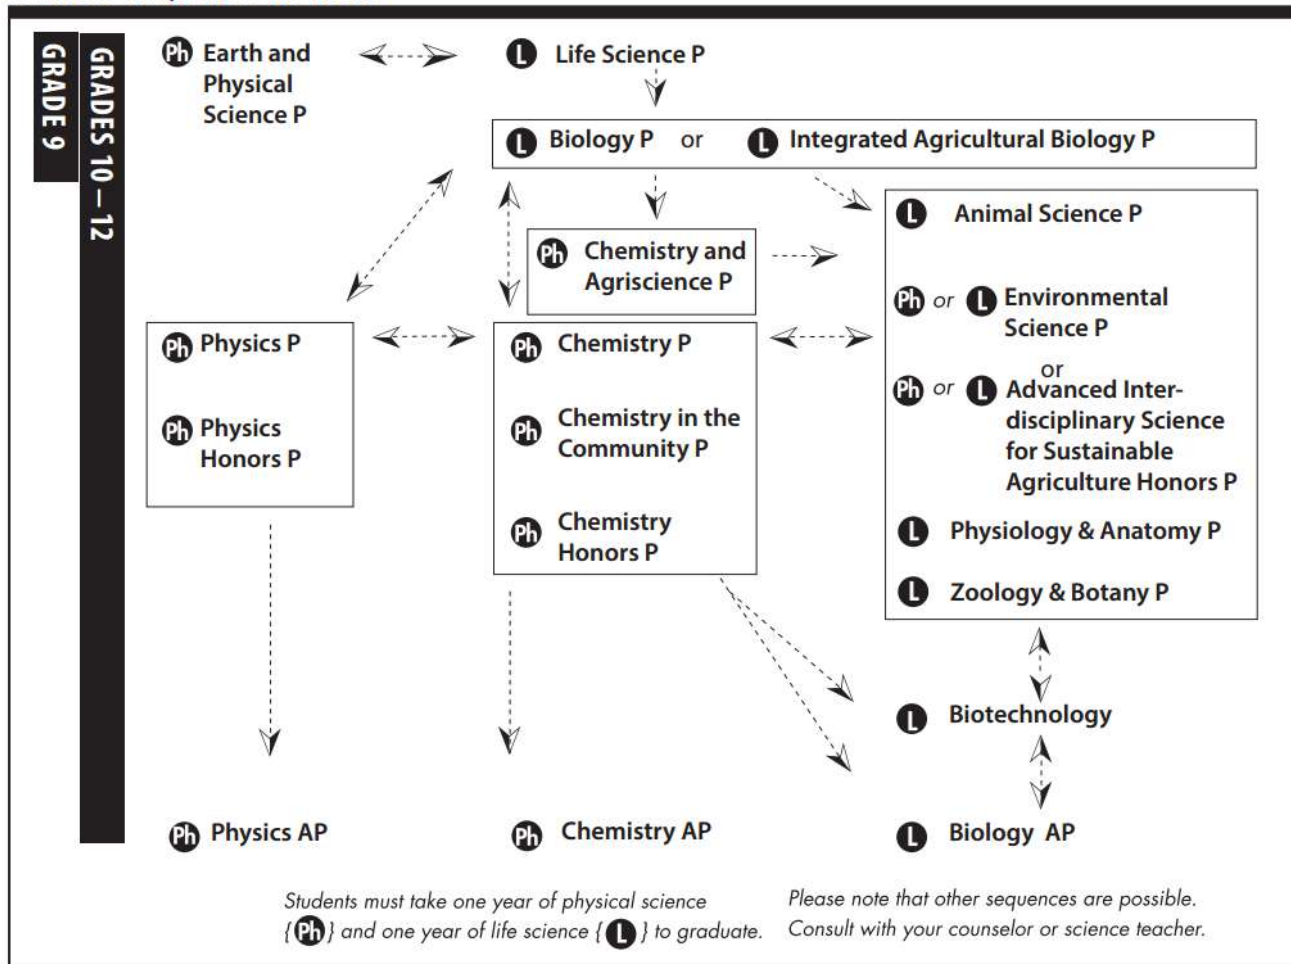 GRADE 9
GRADES 10 — 12
Ph Earth and
Physical
Science P
L Life Science P
L Biology P or L Integrated Agricultural Biology P
Ph Chemistry and
Agriscience P
Ph Physics P
Ph Physics
Honors P
Ph Chemistry P
Ph Chemistry in the
Community P
Ph Chemistry
Honors P
L Animal Science P
Ph or L Environmental
Science P
or
Ph or L Advanced Inter-
disciplinary Science
for Sustainable
Agriculture Honors P
L Physiology & Anatomy P
L Zoology & Botany P
L Biotechnology
Ph Physics AP
Ph Chemistry AP
L Biology AP
Students must take one year of physical science
{Ph} and one year of life science {L} to graduate.
Please note that other sequences are possible.
Consult with your counselor or science teacher.